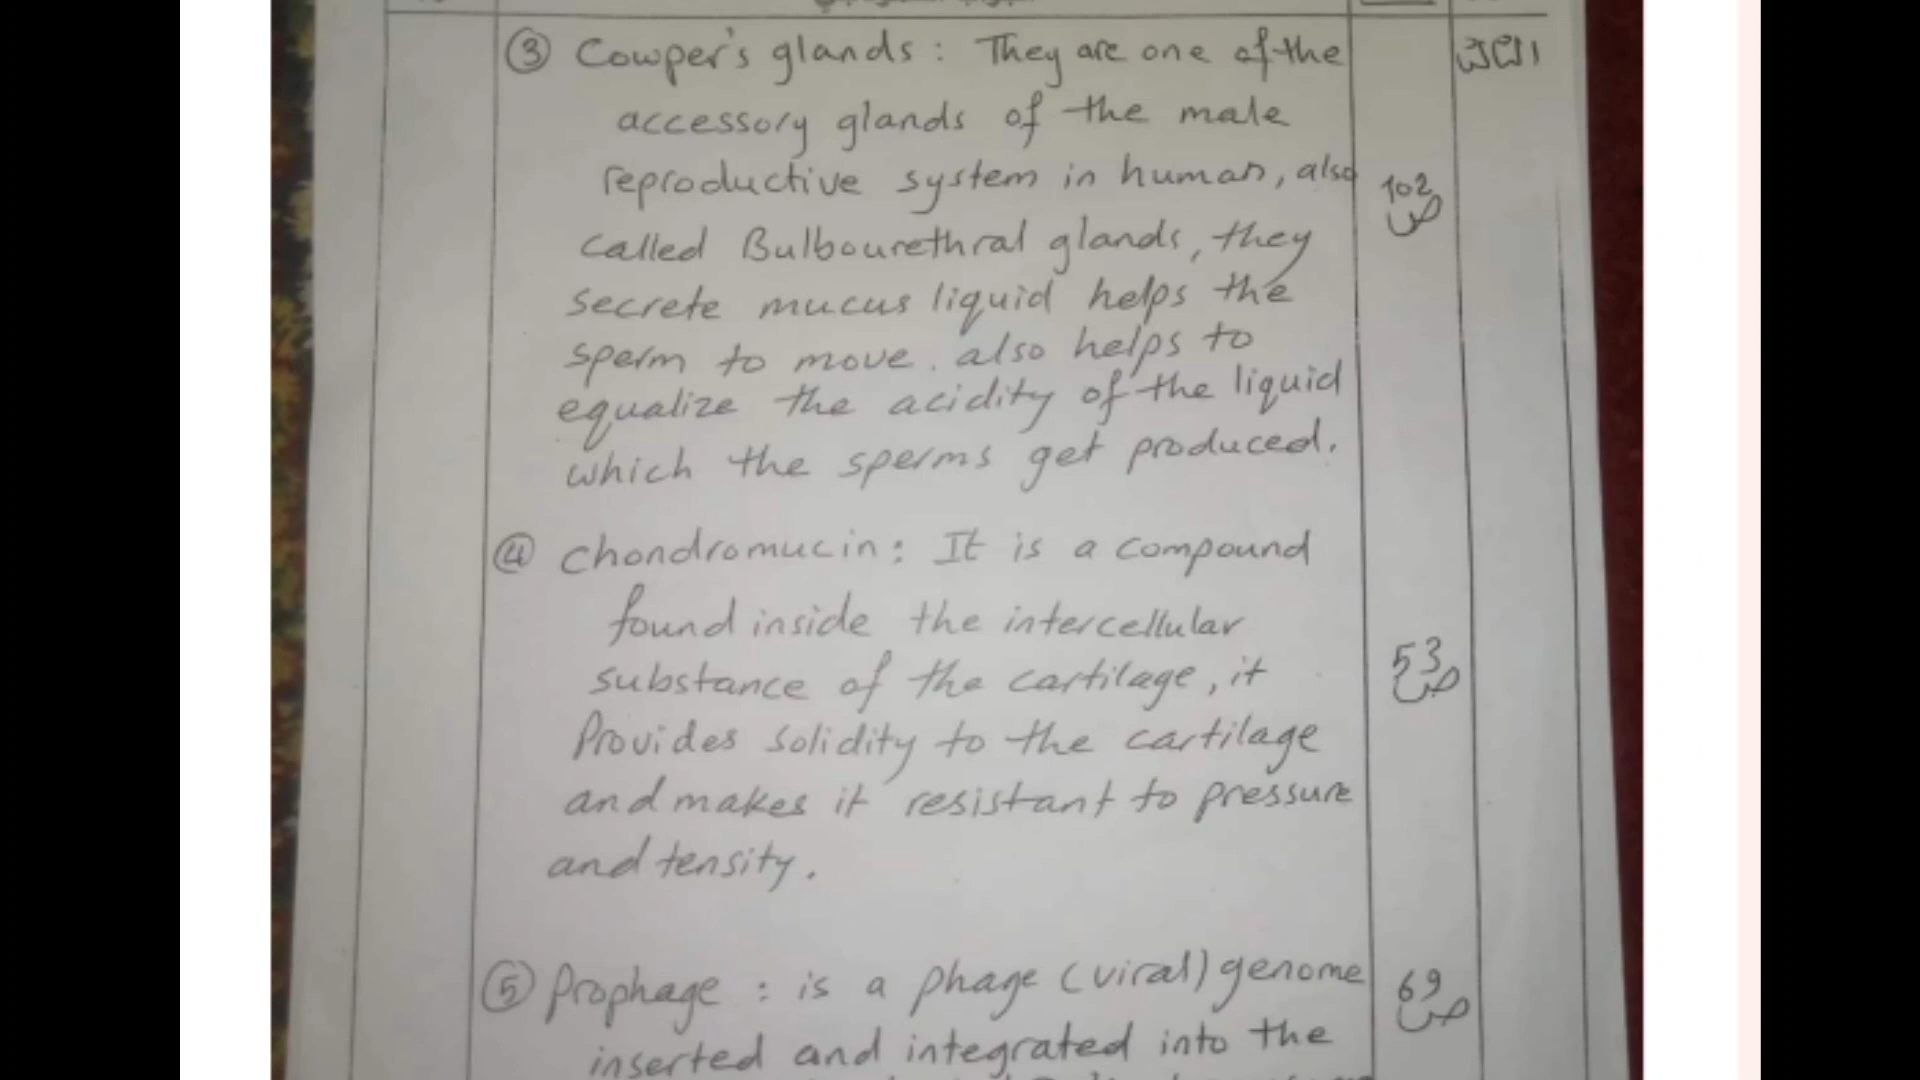 ③ Cowper's glands: They are one of the
accessory glands of the male
reproductive system in human, also
102
ص
called Bulbourethral glands, they
secrete mucus liquid helps the
sperm to move. also helps to
equalize the acidity of the liquid
which the sperms get produced.
④ Chondromucin: It is a compound
found inside the intercellular
substance of the cartilage, it
53
ص
Provides solidity to the cartilage
and makes it resistant to pressure
and tensity.
⑤ Prophage: is a phage (viral) genome
69
ص
inserted and integrated into the